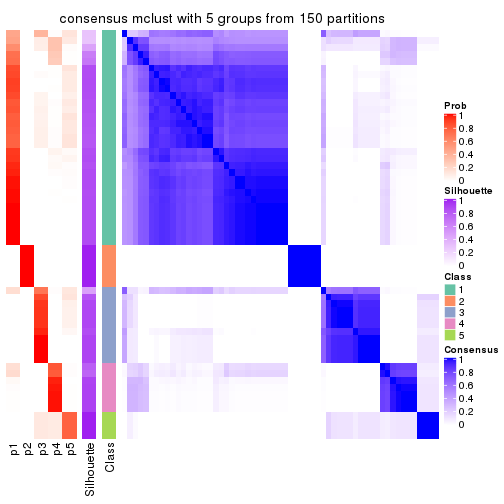 consensus mclust with 5 groups from 150 partitions
Prob
1
0.8
0.6
0.4
0.2
0
Silhouette
1
0.8
0.6
0.4
0.2
0
Class
1
2
3
4
5
Consensus
1
0.8
0.6
0.4
0.2
0
p1
p2
p3
p4
p5
Silhouette
Class